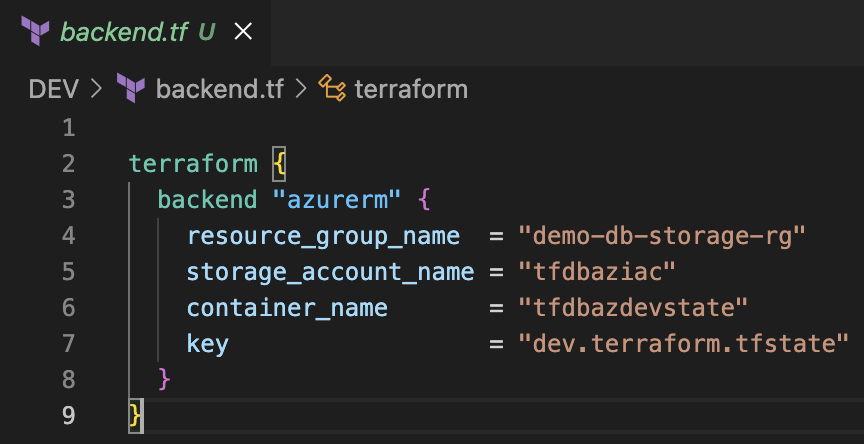 backend.tf U
DEV > backend.tf > terraform
1
2 terraform {
3   backend "azurerm" {
4     resource_group_name  = "demo-db-storage-rg"
5     storage_account_name = "tfdbaziac"
6     container_name       = "tfdbazdevstate"
7     key                  = "dev.terraform.tfstate"
8   }
9 }